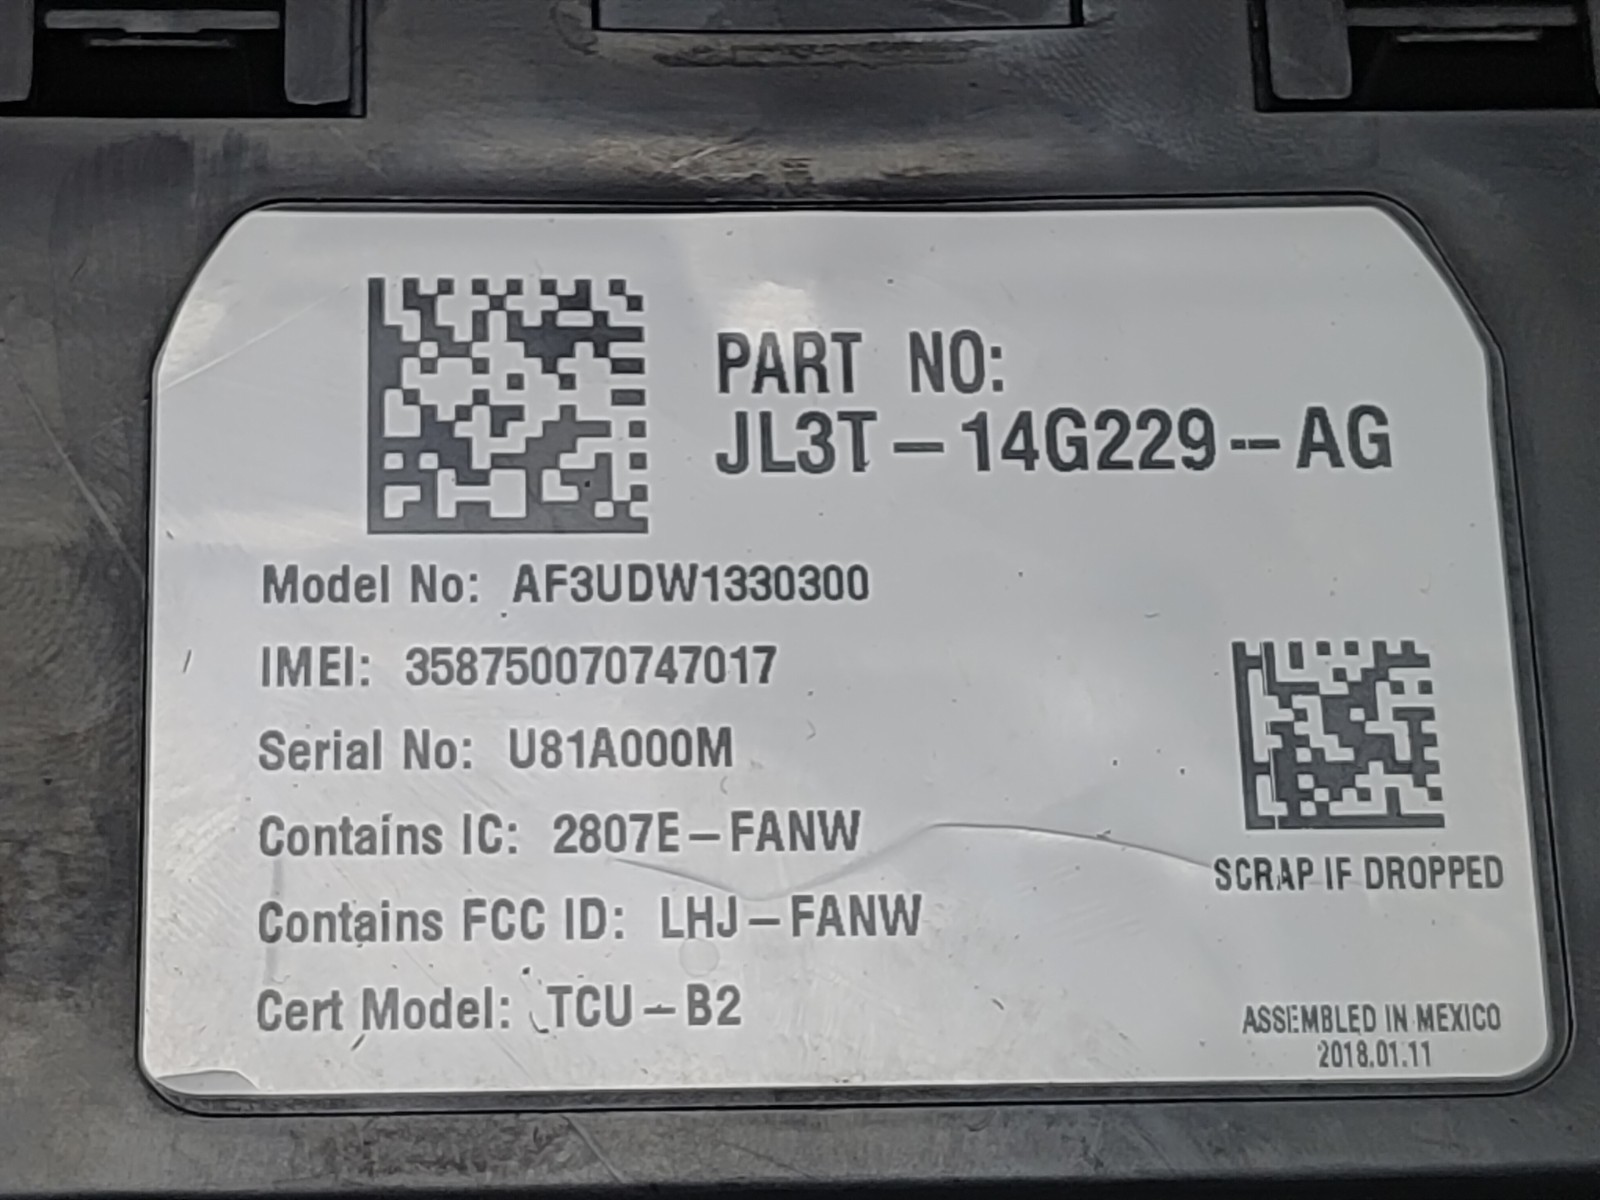 PART NO:
JL3T-14G229-AG
Model No: AF3UDW1330300
IMEI: 358750070747017
Serial No: U81A000M
Contains IC: 2807E-FANW
SCRAP IF DROPPED
Contains FCC ID: LHJ-FANW
Cert Model: TCU-B2
ASSEMBLED IN MEXICO
2018.01.11